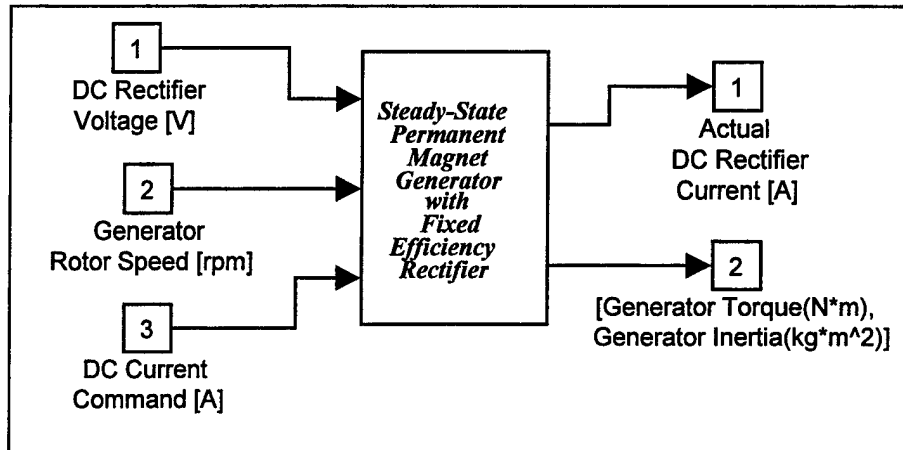 1
DC Rectifier
Voltage [V]
2
Generator
Rotor Speed [rpm]
3
DC Current
Command [A]
Steady-State
Permanent
Magnet
Generator
with
Fixed
Efficiency
Rectifier
1
Actual
DC Rectifier
Current [A]
2
[Generator Torque(N*m),
Generator Inertia(kg*m^2)]